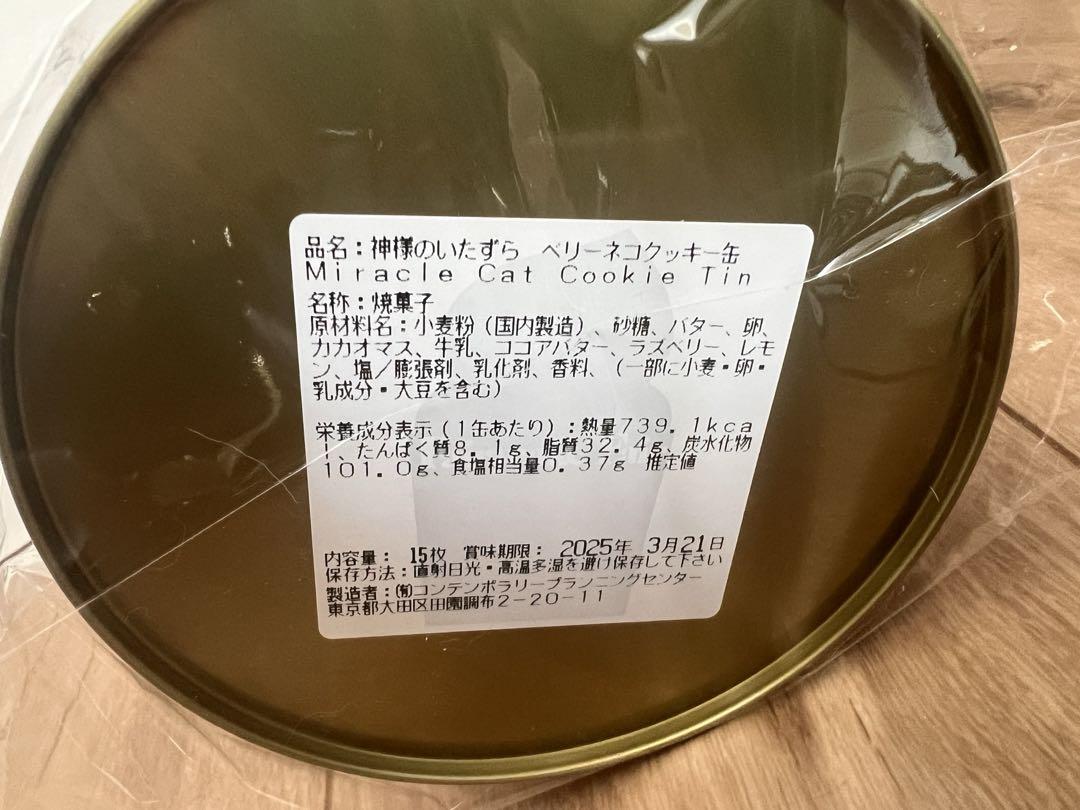 品名：神様のいたずら　ベリーネコクッキー缶
Miracle Cat Cookie Tin
名称：焼菓子
原材料名：小麦粉（国内製造）、砂糖、バター、卵、
カカオマス、牛乳、ココアバター、ラズベリー、レモ
ン、塩／膨張剤、乳化剤、香料、（一部に小麦・卵・
乳成分・大豆を含む）
栄養成分表示（１缶あたり）：熱量７３９．１ｋｃａ
ｌ、たんぱく質８．１ｇ、脂質３２．４ｇ、炭水化物
１０１．０ｇ、食塩相当量０．３７ｇ　推定値
内容量：　15枚　賞味期限：　2025年　3月21日
保存方法：直射日光・高温多湿を避け保存して下さい
製造者：㈲コンテンポラリープランニングセンター
東京都大田区田園調布２－２０－１１